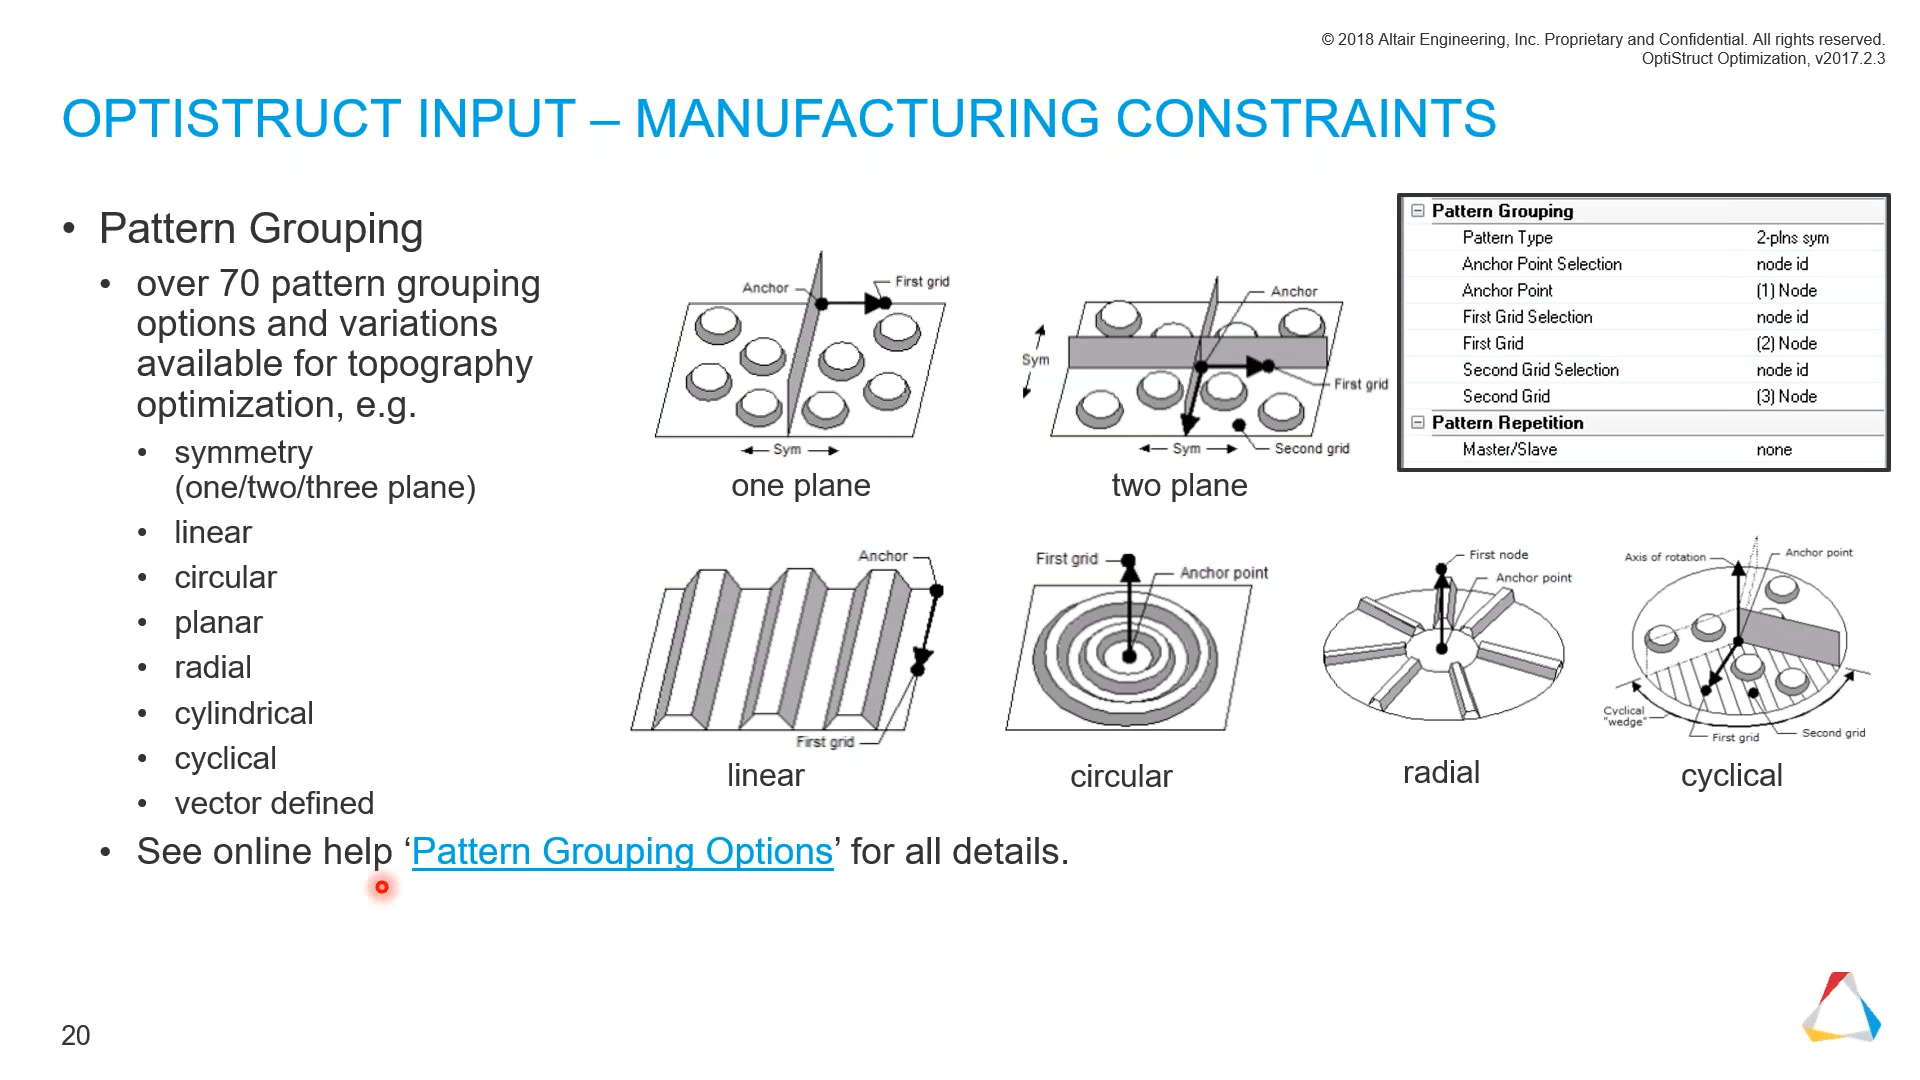 © 2018 Altair Engineering, Inc. Proprietary and Confidential. All rights reserved.
OptiStruct Optimization, v2017.2.3
OPTISTRUCT INPUT – MANUFACTURING CONSTRAINTS
• Pattern Grouping
• over 70 pattern grouping
options and variations
available for topography
optimization, e.g.
• symmetry
(one/two/three plane)
• linear
• circular
• planar
• radial
• cylindrical
• cyclical
• vector defined
• See online help ‘Pattern Grouping Options’ for all details.
Anchor
First grid
Sym
one plane
Anchor
Sym
First grid
Sym
Second grid
two plane
Pattern Grouping
Pattern Type 2-plns sym
Anchor Point Selection node id
Anchor Point (1) Node
First Grid Selection node id
First Grid (2) Node
Second Grid Selection node id
Second Grid (3) Node
Pattern Repetition
Master/Slave none
Anchor
First grid
linear
First grid
Anchor point
circular
First node
Anchor point
radial
Axis of rotation
Anchor point
Cyclical
"wedge"
First grid
Second grid
cyclical
20